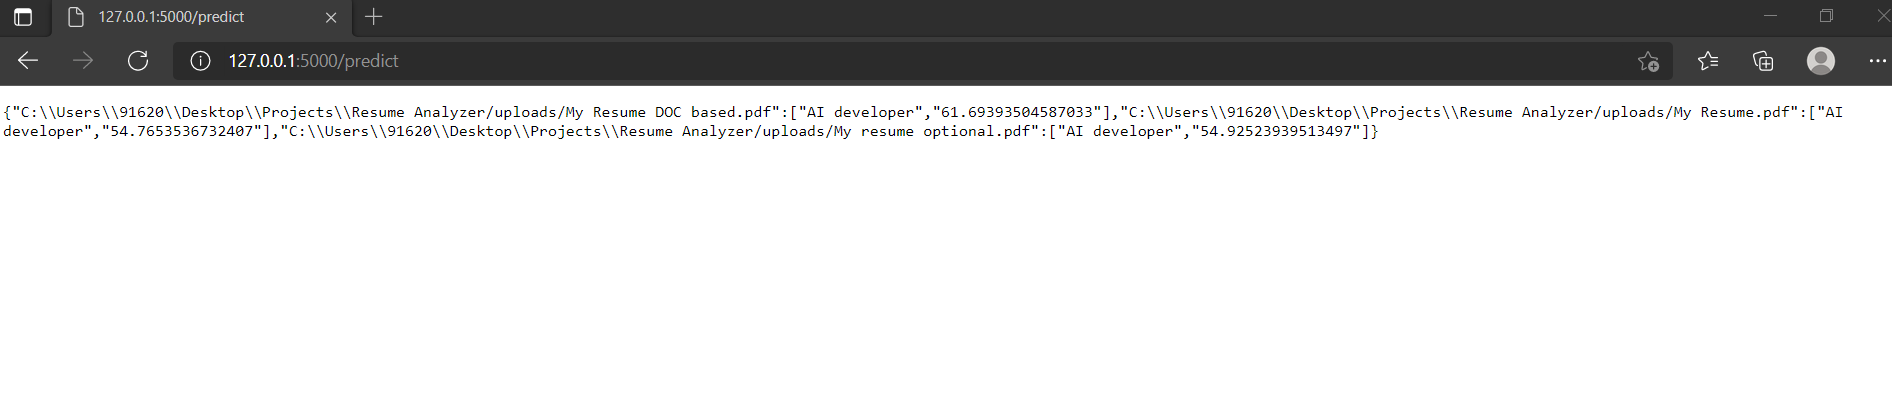 127.0.0.1:5000/predict
127.0.0.1:5000/predict
{"C:\\Users\\91620\\Desktop\\Projects\\Resume Analyzer/uploads/My Resume DOC based.pdf":["AI developer","61.69393504587033"],"C:\\Users\\91620\\Desktop\\Projects\\Resume Analyzer/uploads/My Resume.pdf":["AI
developer","54.7653536732407"],"C:\\Users\\91620\\Desktop\\Projects\\Resume Analyzer/uploads/My resume optional.pdf":["AI developer","54.92523939513497"]}